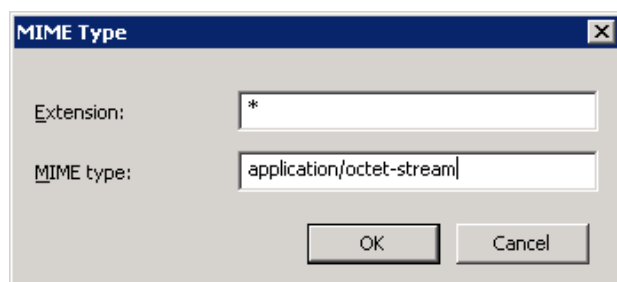 MIME Type
Extension: *
MIME type: application/octet-stream
OK Cancel